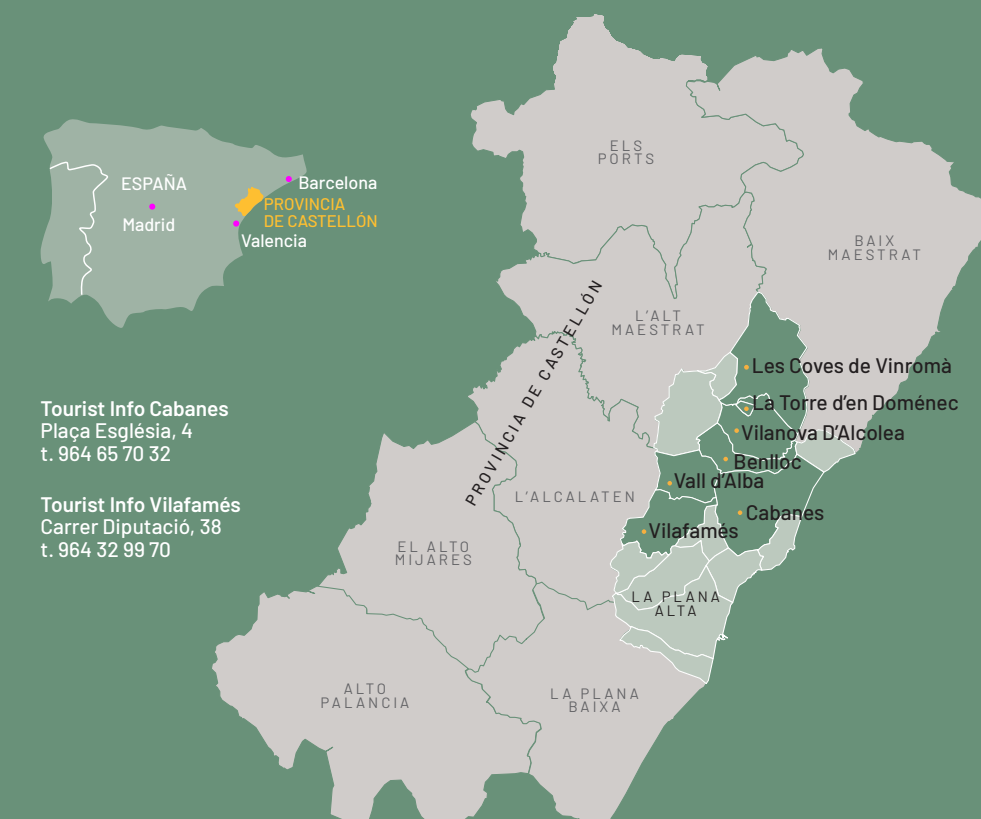 ESPAÑA
Madrid
Barcelona
PROVINCIA
DE CASTELLÓN
Valencia
Tourist Info Cabanes
Plaça Església, 4
t. 964 65 70 32
Tourist Info Vilafamés
Carrer Diputació, 38
t. 964 32 99 70
PROVINCIA DE CASTELLÓN
ELS
PORTS
BAIX
MAESTRAT
L'ALT
MAESTRAT
Les Coves de Vinromà
La Torre d'en Doménec
Vilanova D'Alcolea
Benlloc
Vall d'Alba
Cabanes
Vilafamés
L'ALCALATEN
EL ALTO
MIJARES
LA PLANA
ALTA
ALTO
PALANCIA
LA PLANA
BAIXA